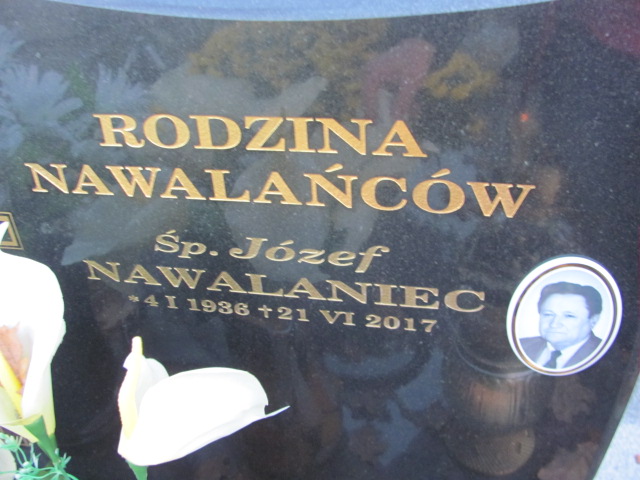 RODZINA
NAWALAŃCÓW
Śp. Józef
NAWALANIEC
*4 I 1936 †21 VI 2017